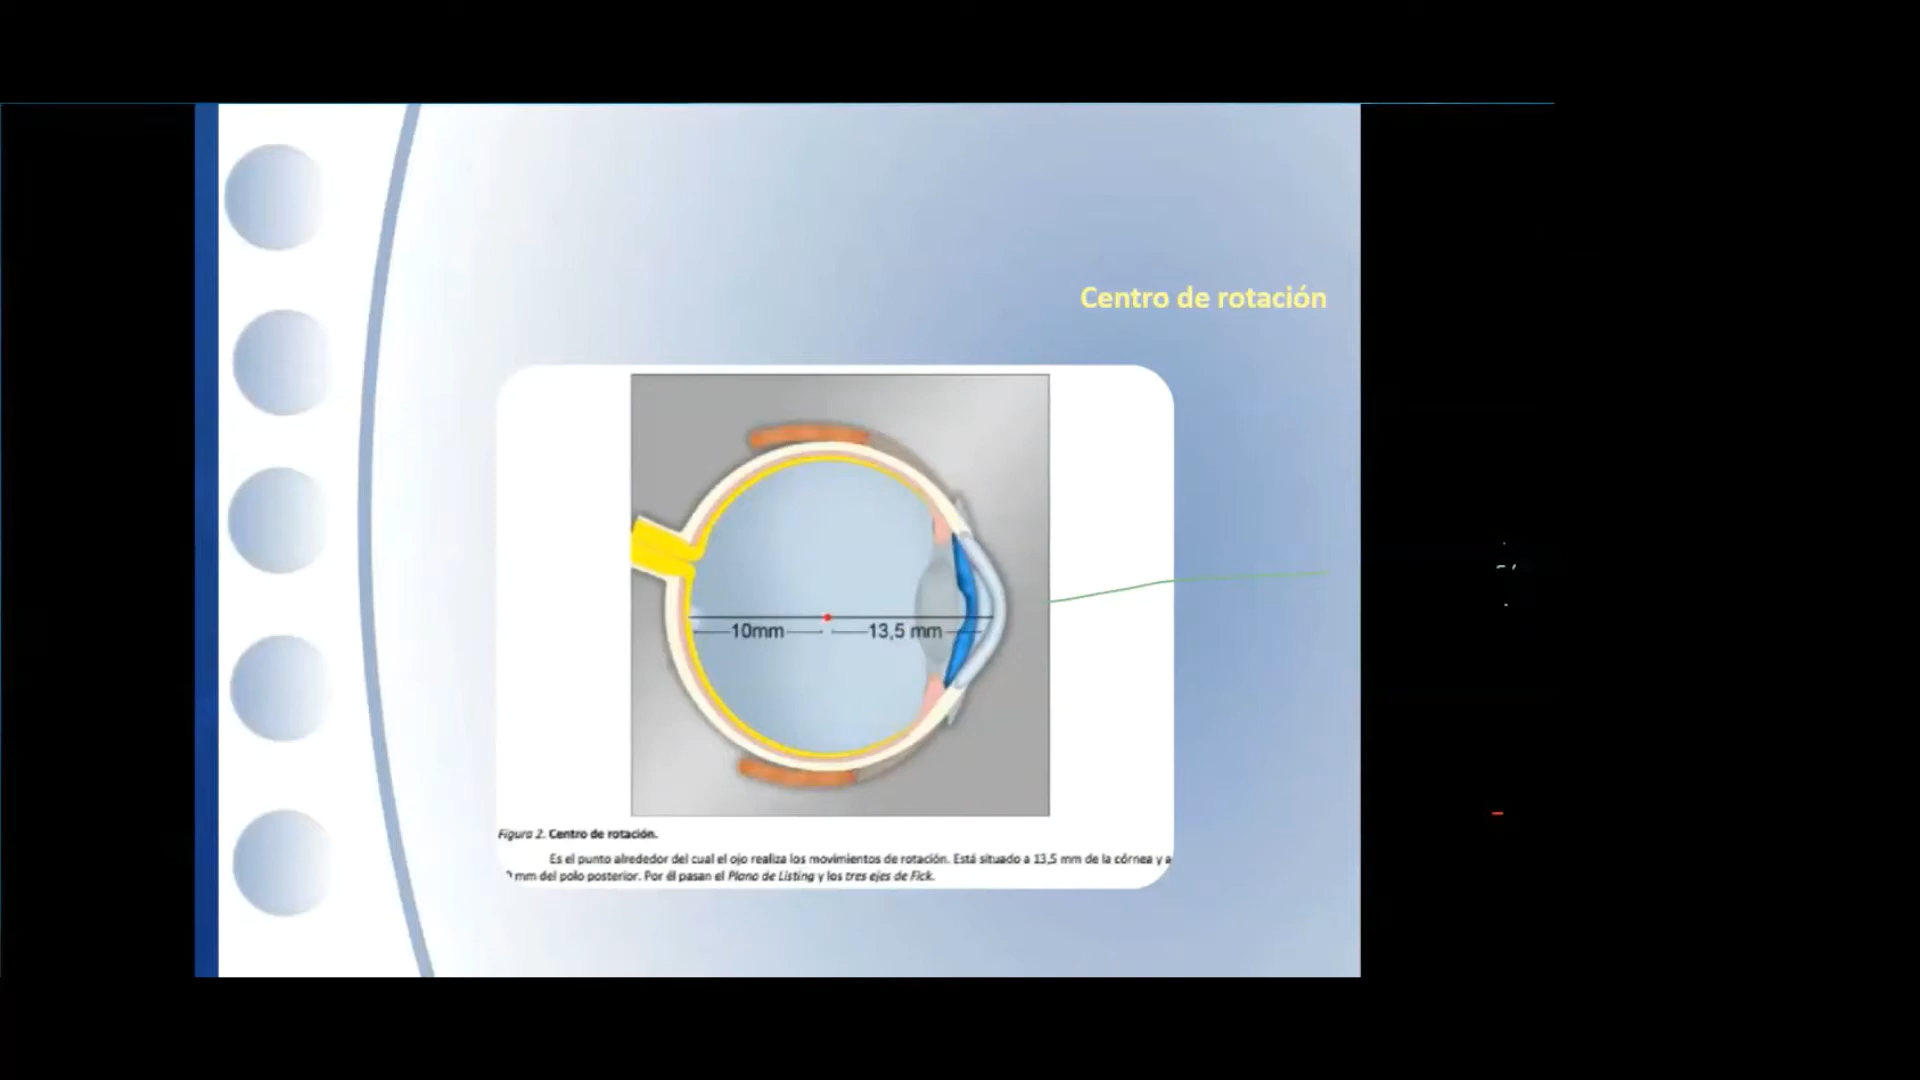 Centro de rotación
10mm
13,5 mm
Figura 2. Centro de rotación.
Es el punto alrededor del cual el ojo realiza los movimientos de rotación. Está situado a 13,5 mm de la córnea y a
mm del polo posterior. Por él pasan el Plano de Listing y los tres ejes de Fick.